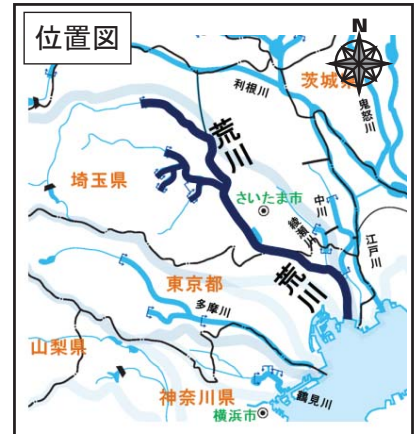 位置図
N
利根川
茨城県
鬼怒川
荒川
埼玉県
さいたま市
中川
綾瀬川
江戸川
荒川
東京都
多摩川
山梨県
神奈川県
鶴見川
横浜市